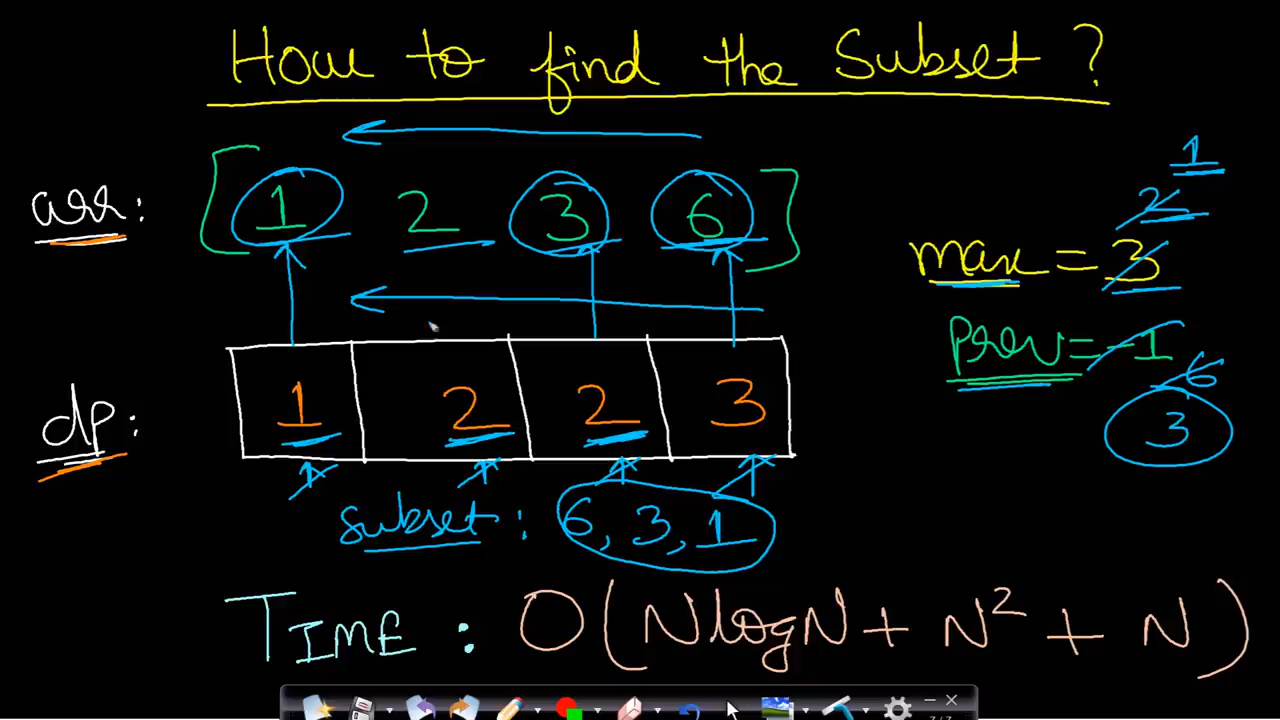 How to find the Subset ?
arr: [ 1 2 3 6 ]
1
2
max = 3
prev = -1
6
3
dp: 1 2 2 3
subset : 6, 3, 1
TIME : O(NlogN + N² + N)